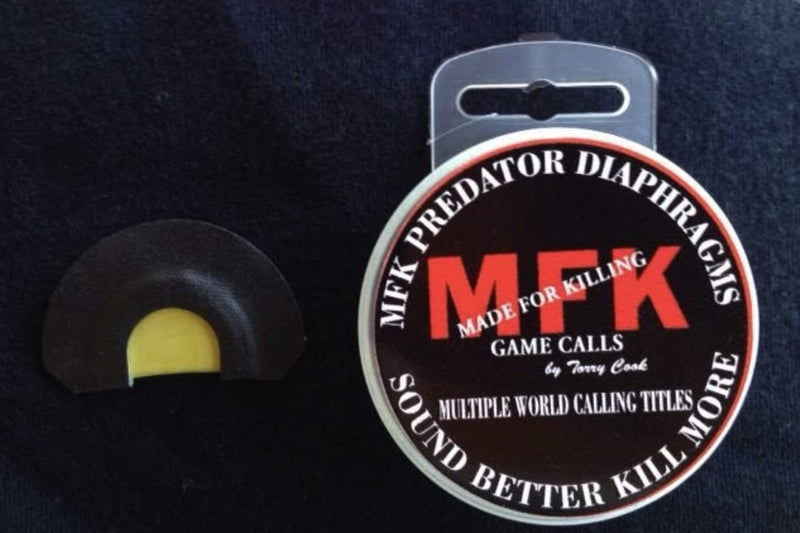 MFK PREDATOR DIAPHRAGMS
MFK
MADE FOR KILLING
GAME CALLS
by Torry Cook
MULTIPLE WORLD CALLING TITLES
SOUND BETTER KILL MORE